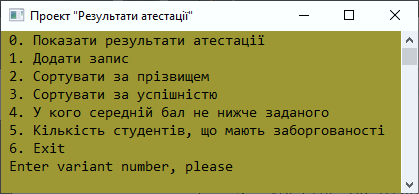 Проект "Результати атестації"
0. Показати результати атестації
1. Додати запис
2. Сортувати за прізвищем
3. Сортувати за успішністю
4. У кого середній бал не нижче заданого
5. Кількість студентів, що мають заборгованості
6. Exit
Enter variant number, please